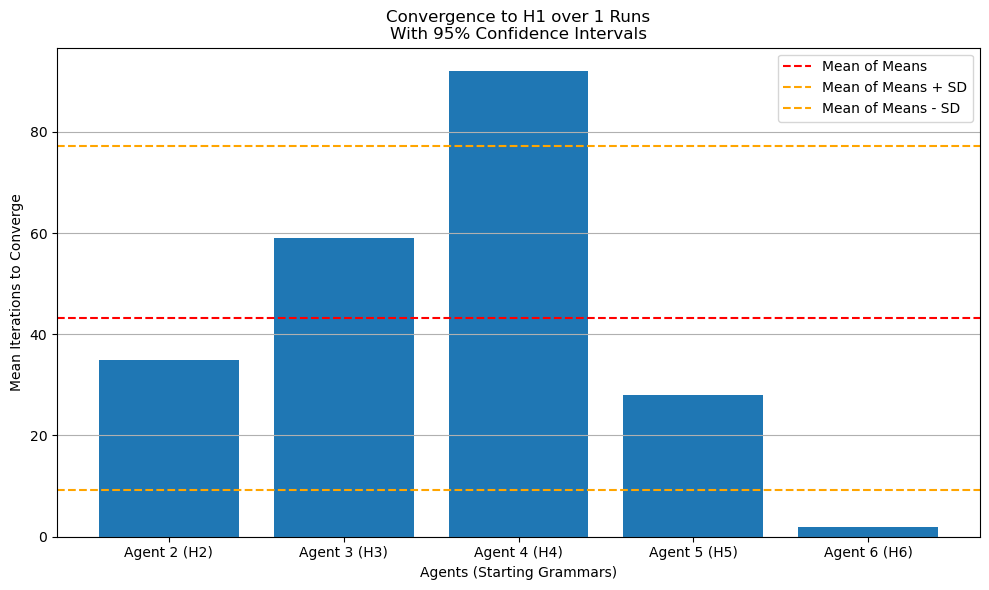 Convergence to H1 over 1 Runs
With 95% Confidence Intervals
Mean of Means
Mean of Means + SD
Mean of Means - SD
Mean Iterations to Converge
80
60
40
20
0
Agent 2 (H2)
Agent 3 (H3)
Agent 4 (H4)
Agent 5 (H5)
Agent 6 (H6)
Agents (Starting Grammars)